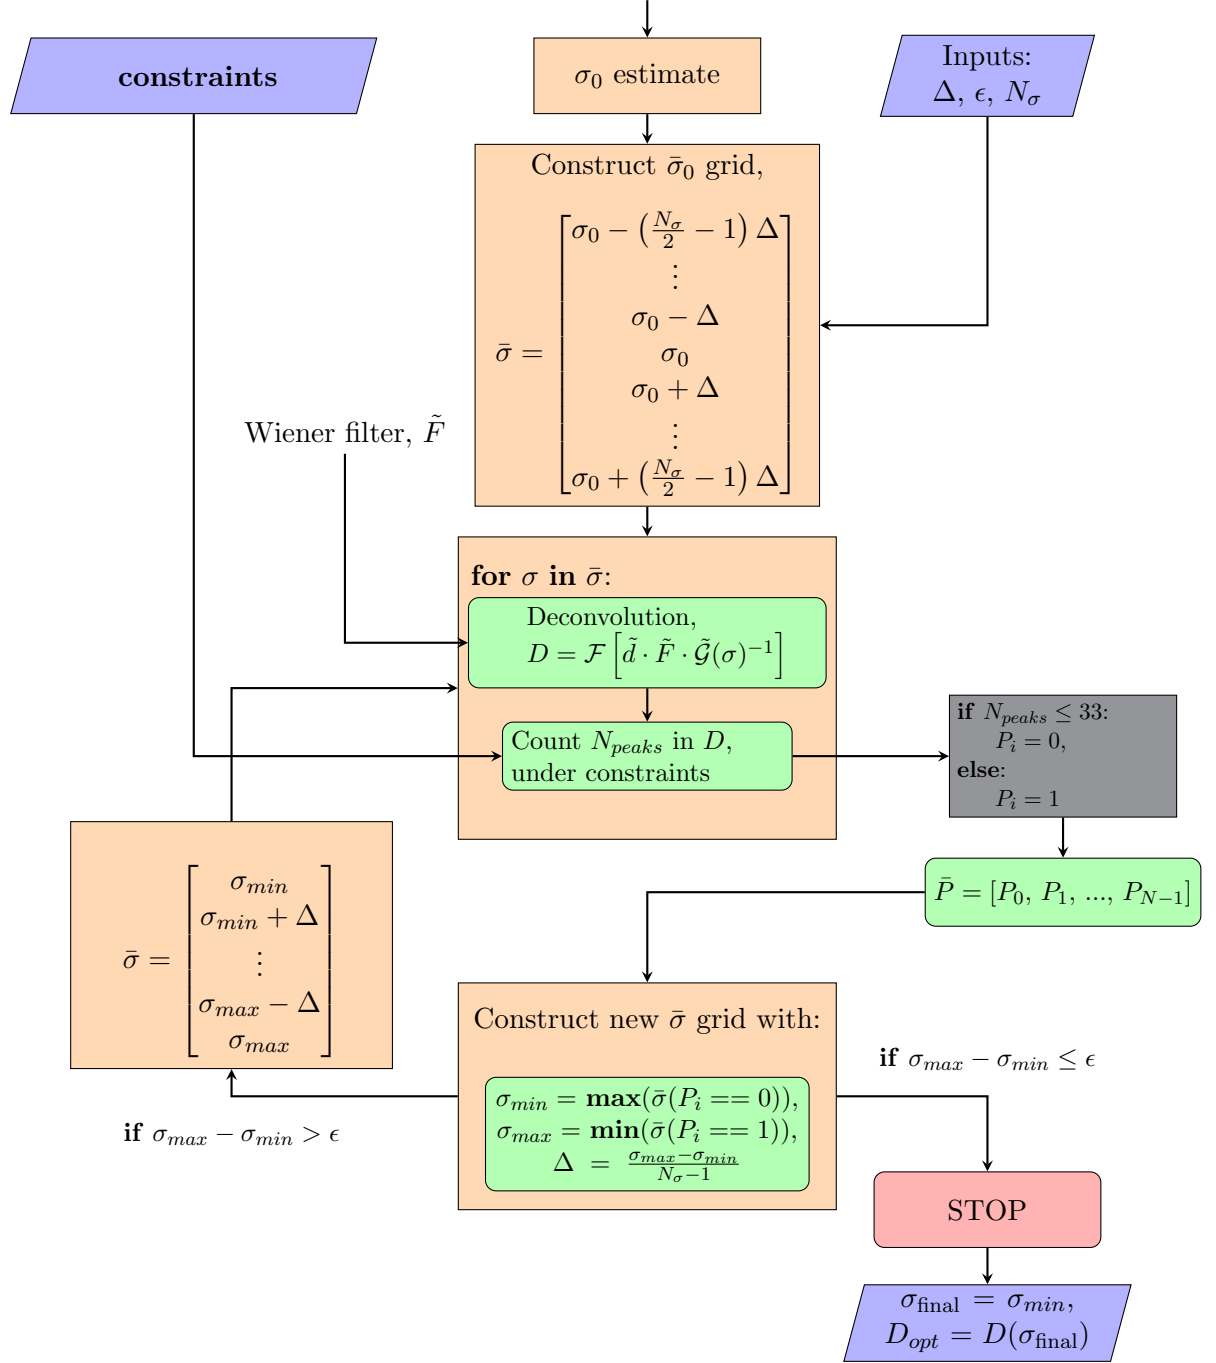 constraints
σ₀ estimate
Inputs:
Δ, ϵ, N_σ
Construct σ̄₀ grid,
σ̄ =
σ₀ − (N_σ/2 − 1) Δ
⋮
σ₀ − Δ
σ₀
σ₀ + Δ
⋮
σ₀ + (N_σ/2 − 1) Δ
Wiener filter, F̃
for σ in σ̄:
Deconvolution,
D = ℱ [d̃ · F̃ · 𝒢̃(σ)⁻¹]
Count N_peaks in D,
under constraints
if N_peaks ≤ 33:
P_i = 0,
else:
P_i = 1
P̄ = [P₀, P₁, ..., P_{N−1}]
σ̄ =
σ_min
σ_min + Δ
⋮
σ_max − Δ
σ_max
Construct new σ̄ grid with:
σ_min = max(σ̄(P_i == 0)),
σ_max = min(σ̄(P_i == 1)),
Δ = (σ_max−σ_min)/(N_σ−1)
if σ_max − σ_min > ϵ
if σ_max − σ_min ≤ ϵ
STOP
σ_final = σ_min,
D_opt = D(σ_final)